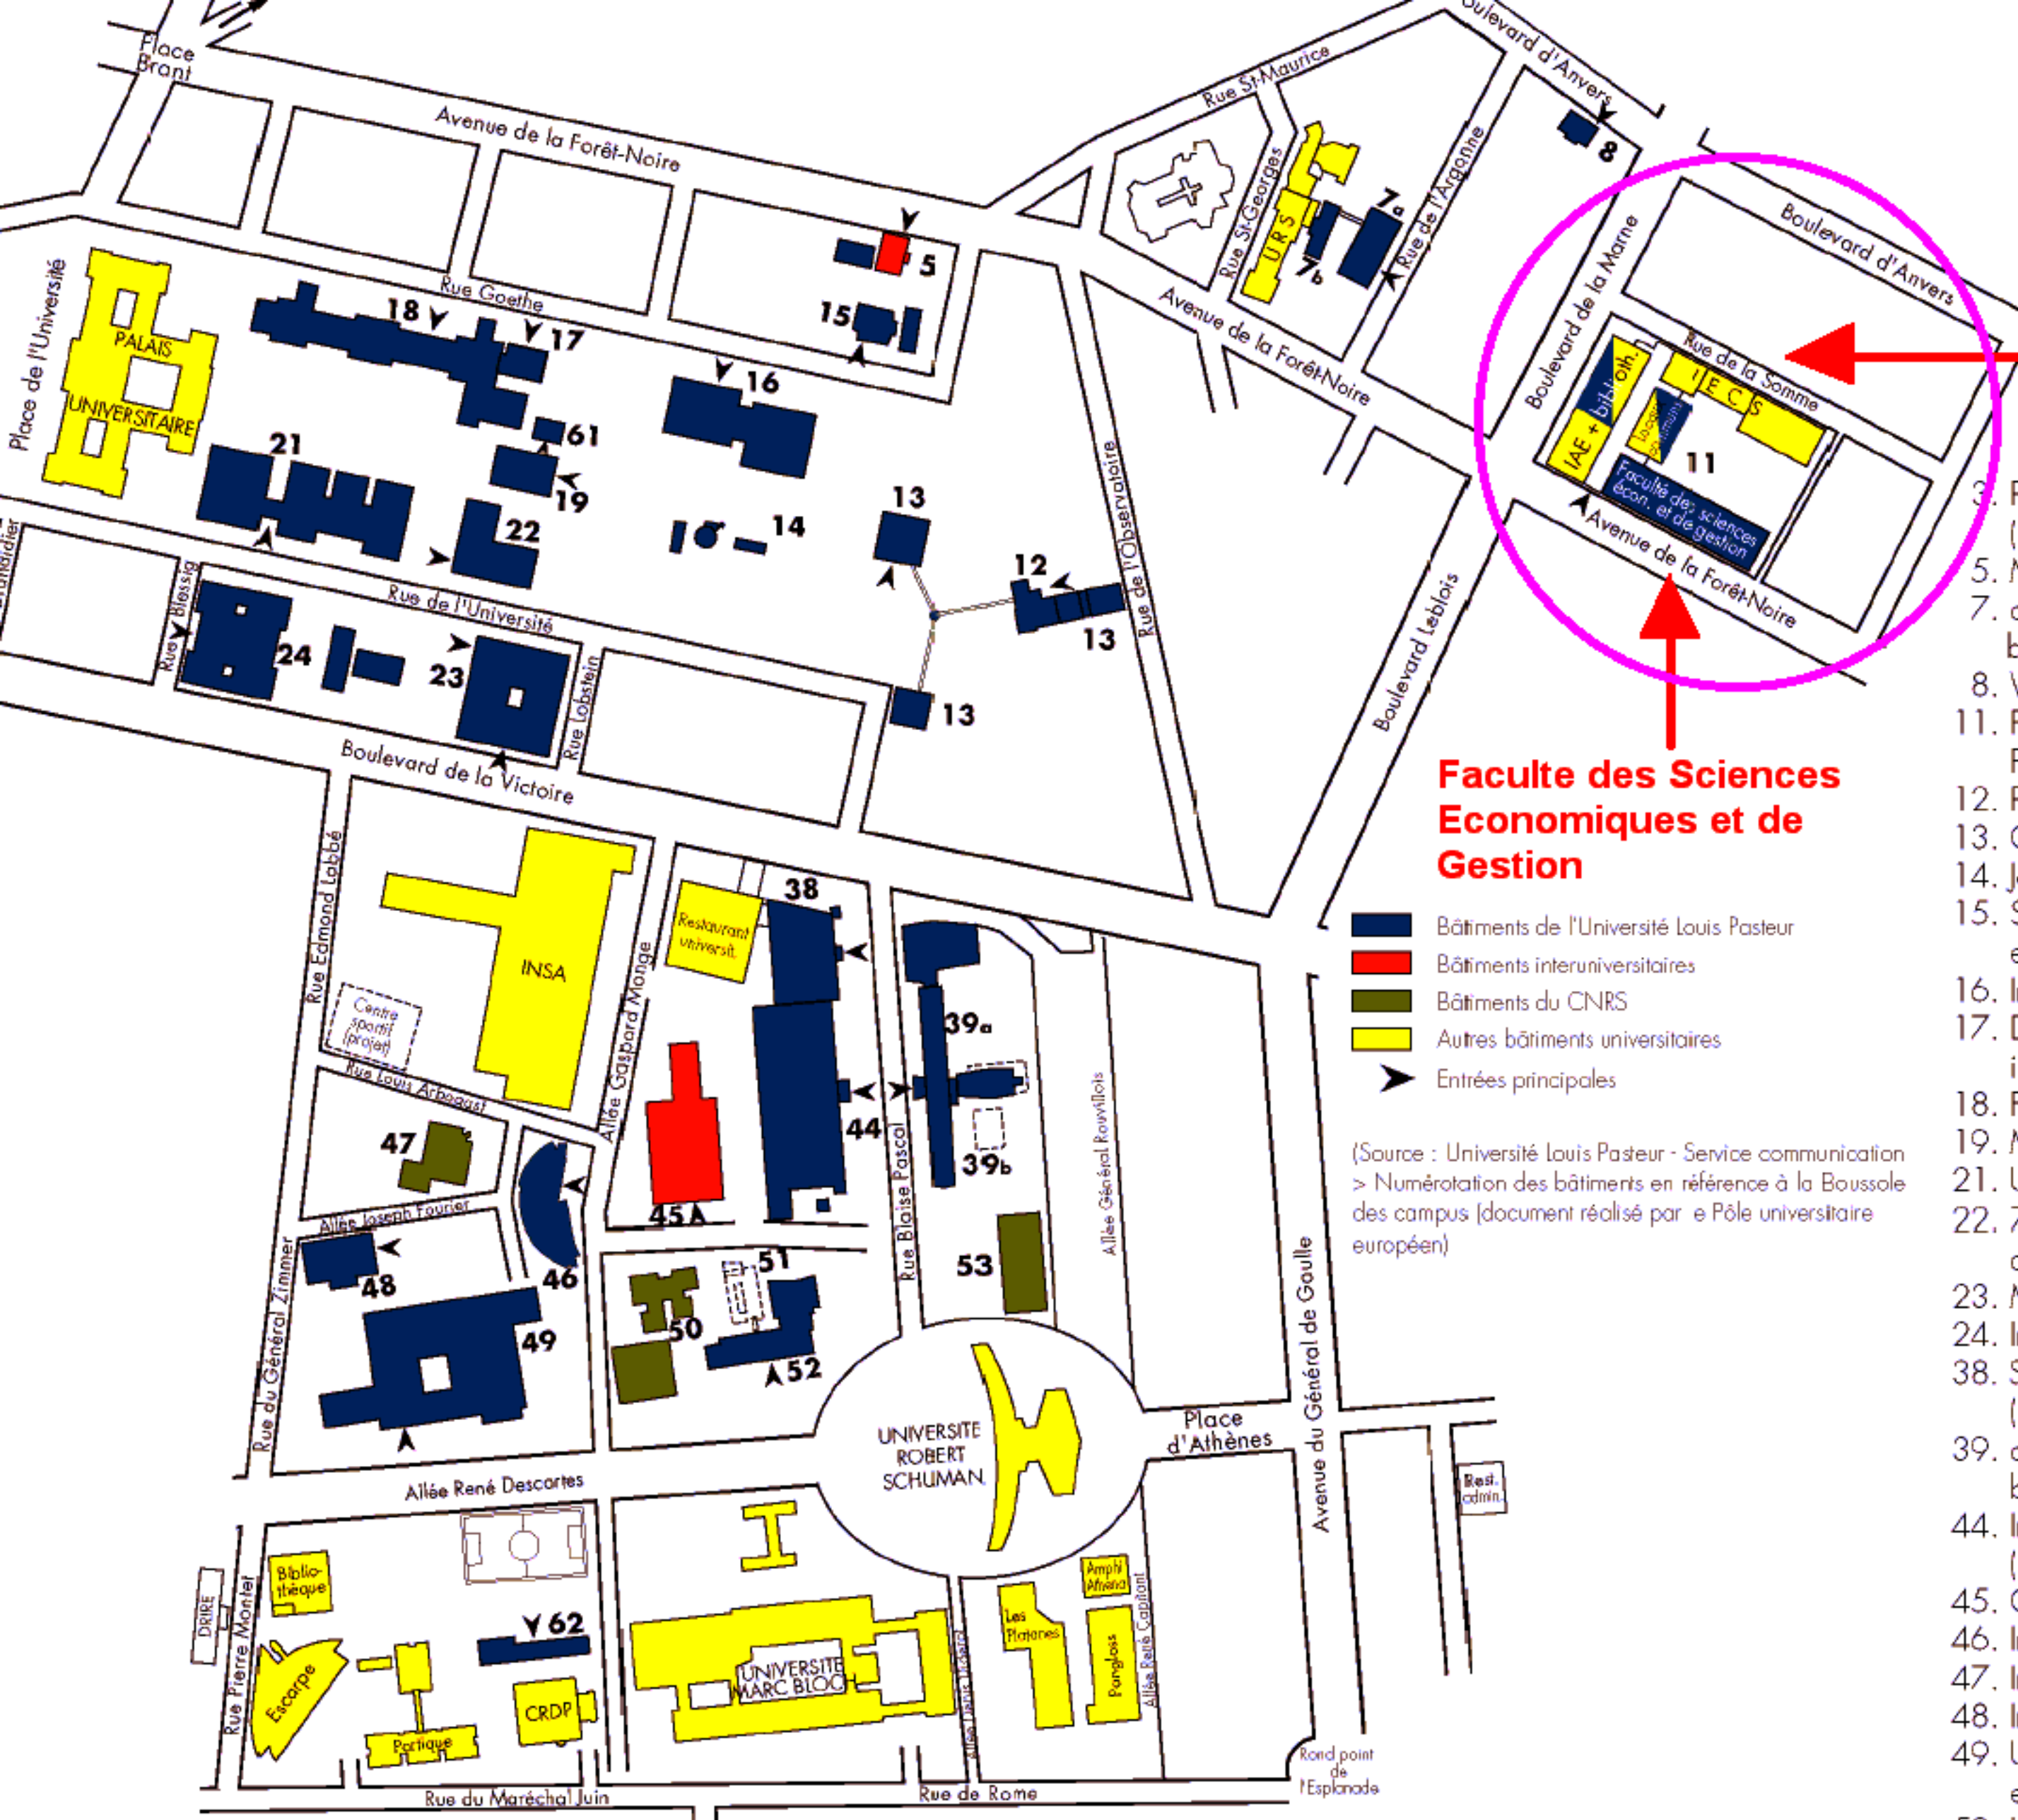 Place
Brant
Avenue de la Forêt-Noire
Rue St-Maurice
Boulevard d'Anvers
8
Rue St-Georges
URS
7a
7b
Rue de l'Argonne
Boulevard d'Anvers
Boulevard de la Marne
Rue de la Somme
IECS
IAE +
11
Faculté des sciences
écon. et de gestion
Avenue de la Forêt-Noire
Avenue de la Forêt-Noire
Place de l'Université
PALAIS
UNIVERSITAIRE
Rue Goethe
5
15
18
17
16
61
21
19
22
14
13
12
13
13
Rue de l'Observatoire
Boulevard Leblois
Rue de l'Université
Rue Blessig
24
23
Rue Lobstein
Boulevard de la Victoire
Faculte des Sciences
Economiques et de
Gestion
Bâtiments de l'Université Louis Pasteur
Bâtiments interuniversitaires
Bâtiments du CNRS
Autres bâtiments universitaires
Entrées principales
(Source : Université Louis Pasteur - Service communication
> Numérotation des bâtiments en référence à la Boussole
des campus (document réalisé par e Pôle universitaire
européen)
Rue Edmond Labbé
INSA
Restaurant
universit.
38
Centre
sportif
(projet)
Allée Gaspard Monge
39a
Rue Louis Arbogast
47
44
39b
Rue Blaise Pascal
Allée Général Rouvillois
45
Allée Joseph Fourier
48
46
49
50
51
52
53
Rue du Général Zimmer
Avenue du Général de Gaulle
UNIVERSITE
ROBERT
SCHUMAN
Place
d'Athènes
Allée René Descartes
Rest.
admin.
DRIRE
Rue Pierre Montet
Biblio-
thèque
Escarpe
62
CRDP
Portique
UNIVERSITE
MARC BLOC
Allée Denis Diderot
Les
Platanes
Amphi
Athéna
Pangloss
Allée René Capitant
Rue du Maréchal Juin
Rue de Rome
Rond point
de
l'Esplanade
3.
5.
7.
8.
11.
12.
13.
14.
15.
16.
17.
18.
19.
21.
22.
23.
24.
38.
39.
44.
45.
46.
47.
48.
49.